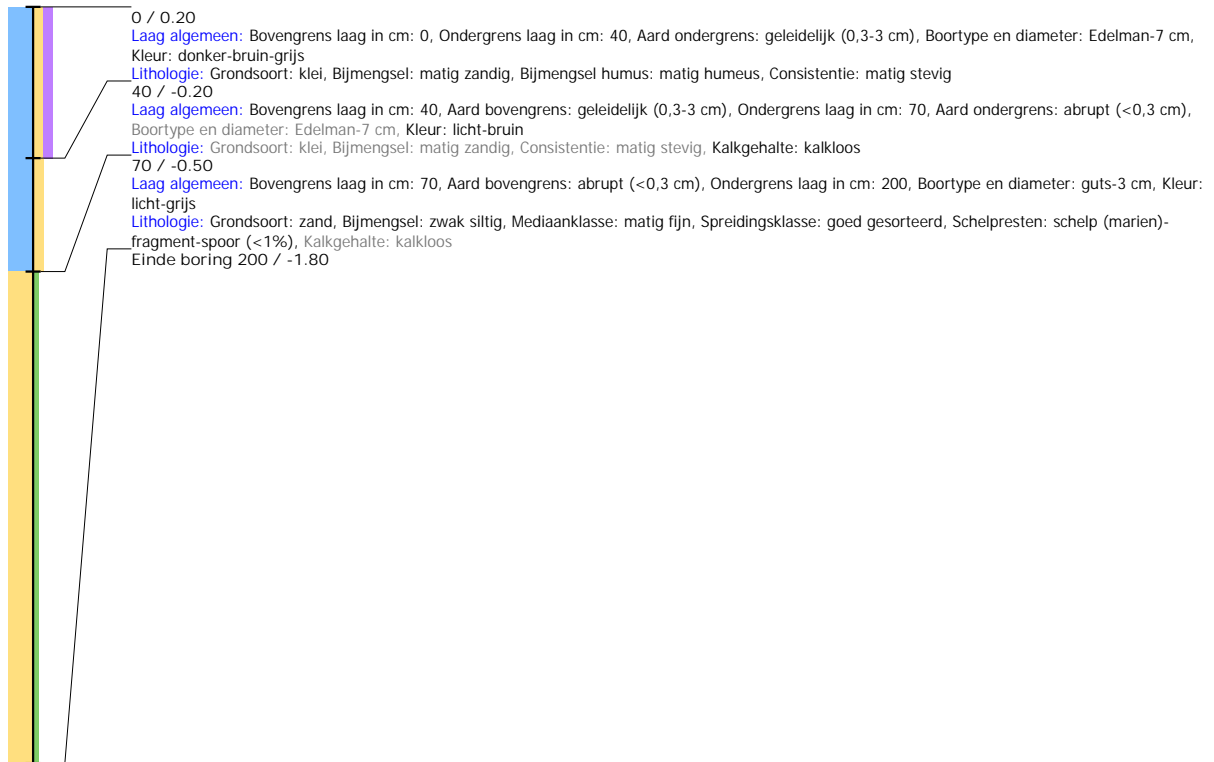 0 / 0.20
Laag algemeen: Bovengrens laag in cm: 0, Ondergrens laag in cm: 40, Aard ondergrens: geleidelijk (0,3-3 cm), Boortype en diameter: Edelman-7 cm,
Kleur: donker-bruin-grijs
Lithologie: Grondsoort: klei, Bijmengsel: matig zandig, Bijmengsel humus: matig humeus, Consistentie: matig stevig
40 / -0.20
Laag algemeen: Bovengrens laag in cm: 40, Aard bovengrens: geleidelijk (0,3-3 cm), Ondergrens laag in cm: 70, Aard ondergrens: abrupt (<0,3 cm),
Boortype en diameter: Edelman-7 cm, Kleur: licht-bruin
Lithologie: Grondsoort: klei, Bijmengsel: matig zandig, Consistentie: matig stevig, Kalkgehalte: kalkloos
70 / -0.50
Laag algemeen: Bovengrens laag in cm: 70, Aard bovengrens: abrupt (<0,3 cm), Ondergrens laag in cm: 200, Boortype en diameter: guts-3 cm, Kleur:
licht-grijs
Lithologie: Grondsoort: zand, Bijmengsel: zwak siltig, Mediaanklasse: matig fijn, Spreidingsklasse: goed gesorteerd, Schelpresten: schelp (marien)-
fragment-spoor (<1%), Kalkgehalte: kalkloos
Einde boring 200 / -1.80